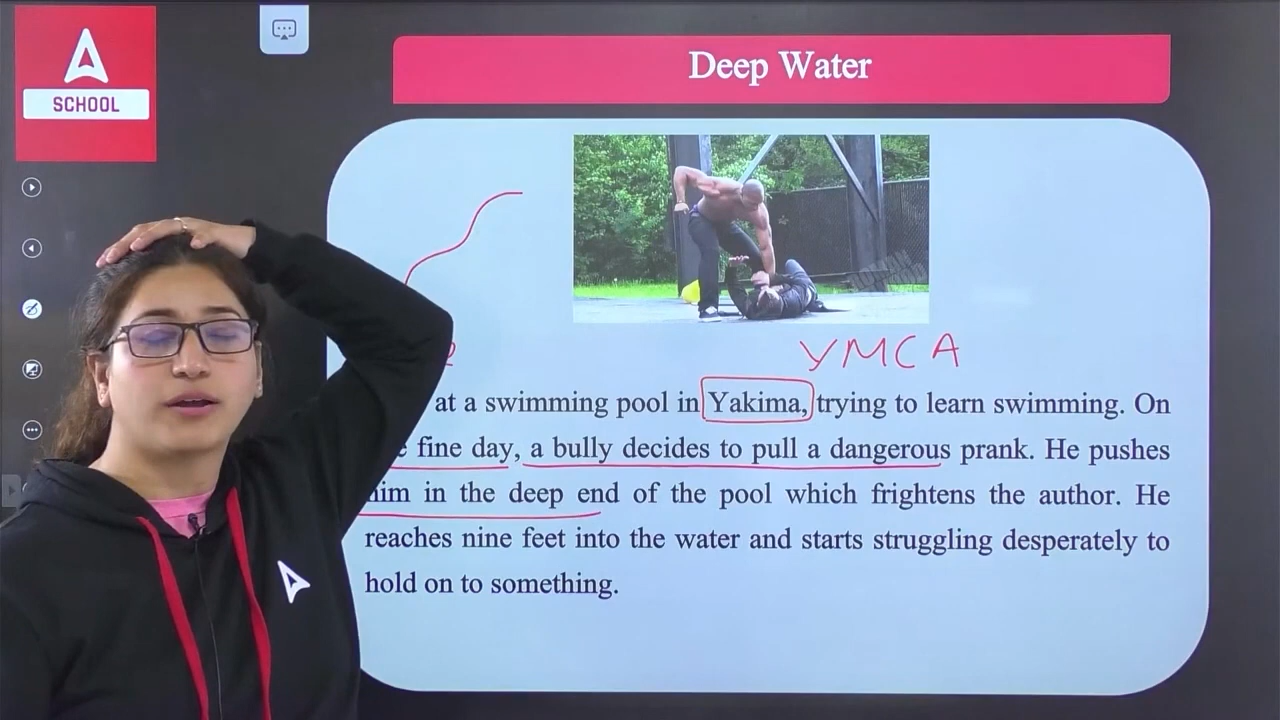 SCHOOL
Deep Water
YMCA
at a swimming pool in Yakima, trying to learn swimming. On
fine day, a bully decides to pull a dangerous prank. He pushes
him in the deep end of the pool which frightens the author. He
reaches nine feet into the water and starts struggling desperately to
hold on to something.